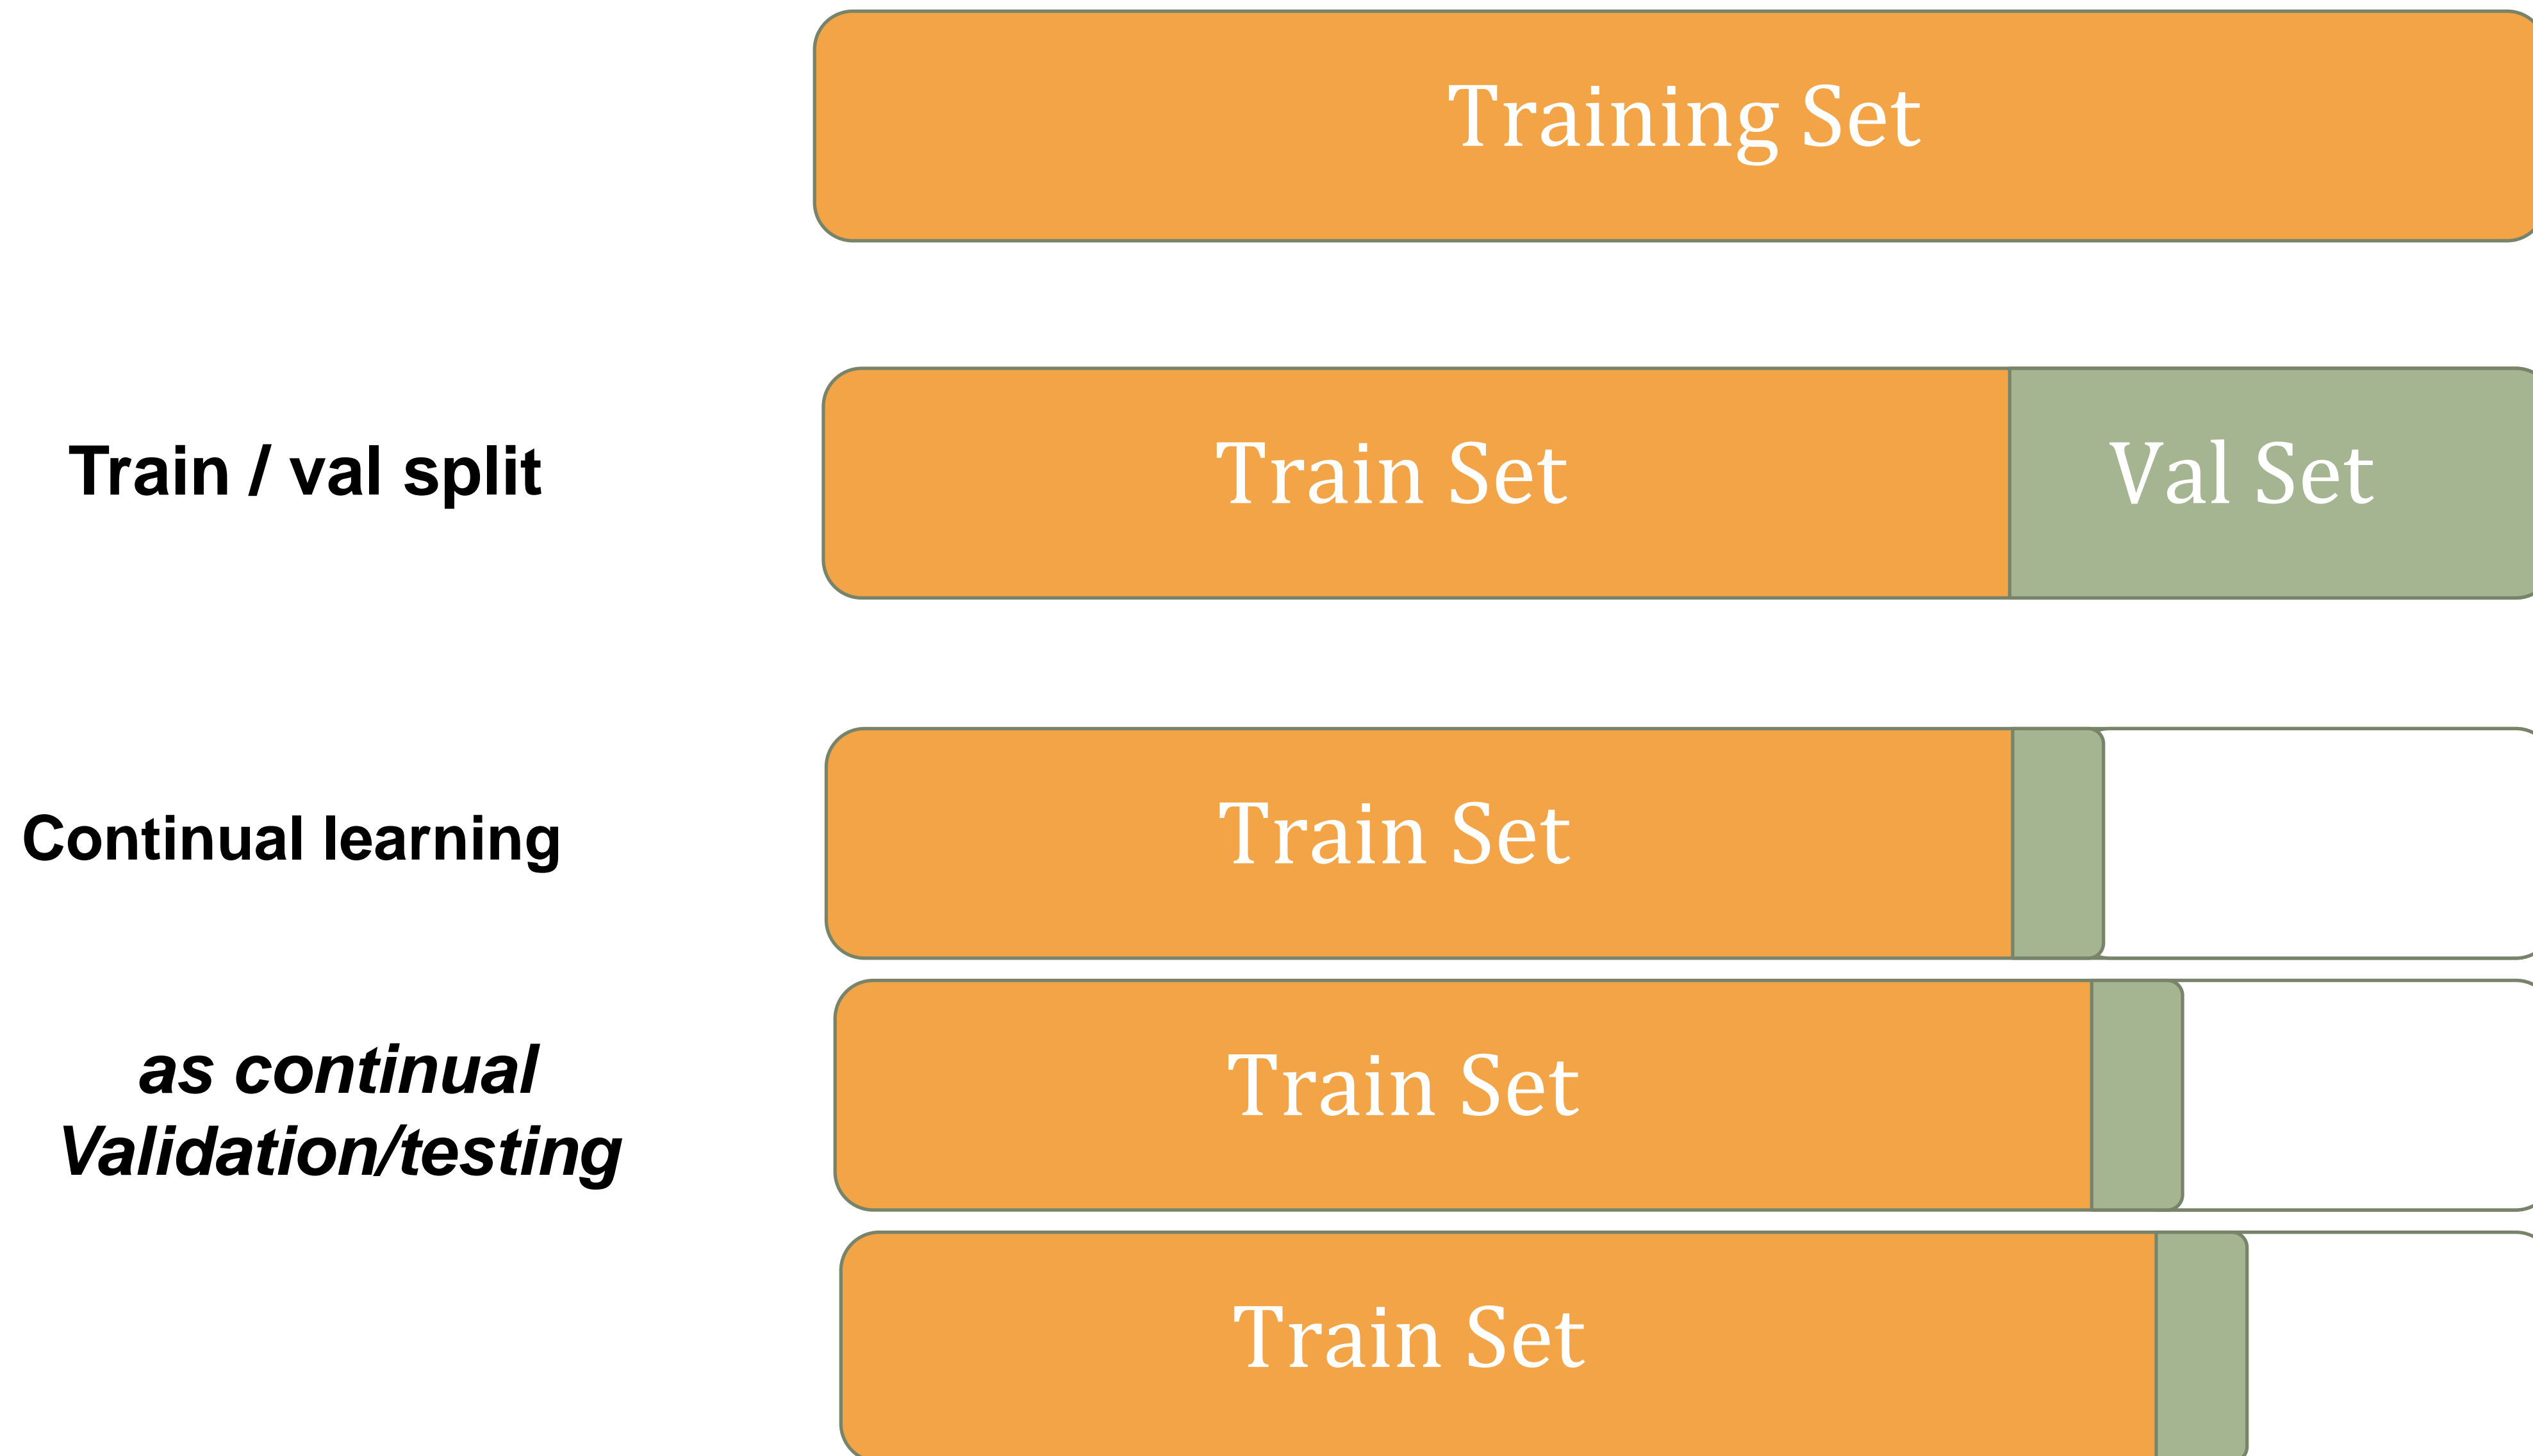 Training Set
Train / val split
Train Set
Val Set
Continual learning
Train Set
as continual
Validation/testing
Train Set
Train Set